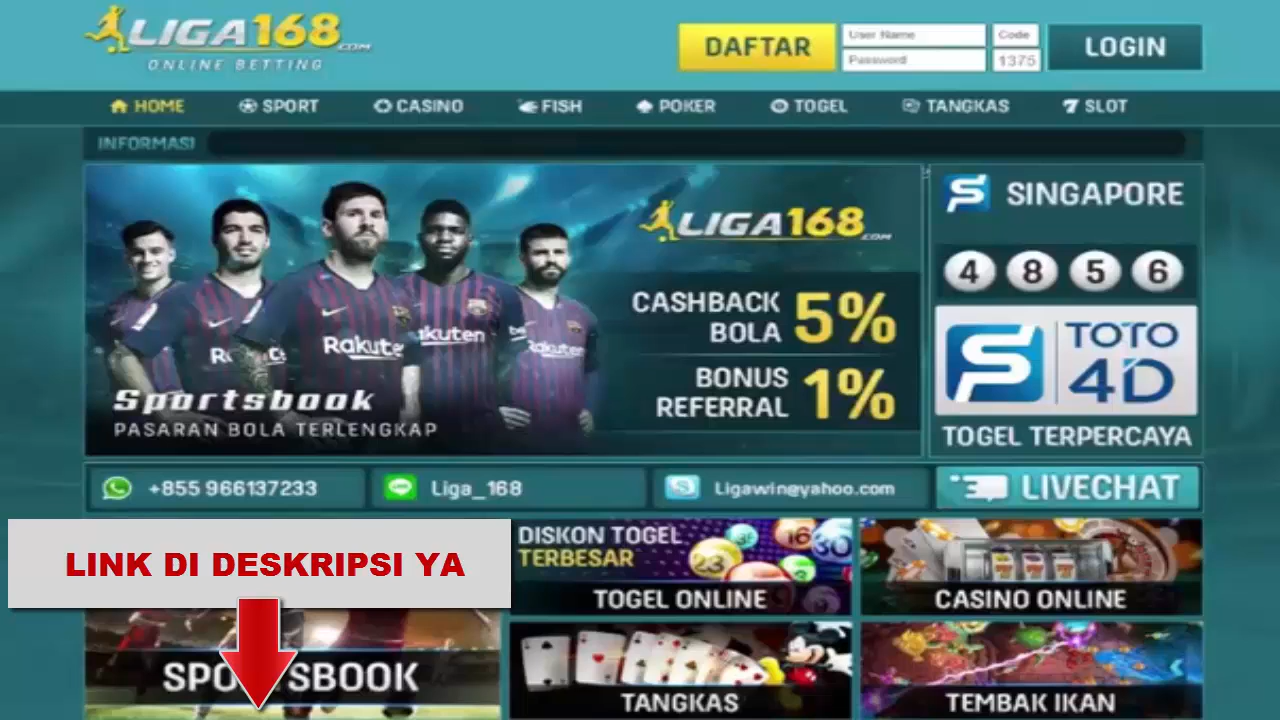 LIGA168.COM
ONLINE BETTING
DAFTAR
User Name
Code
Password
1375
LOGIN
HOME
SPORT
CASINO
FISH
POKER
TOGEL
TANGKAS
SLOT
INFORMASI
LIGA168.COM
CASHBACK
BOLA
5%
BONUS
REFERRAL
1%
Rakuten
Sportsbook
PASARAN BOLA TERLENGKAP
SINGAPORE
4 8 5 6
TOTO
4D
TOGEL TERPERCAYA
+855 966137233
Liga_168
Ligawin@yahoo.com
LIVECHAT
LINK DI DESKRIPSI YA
DISKON TOGEL
TERBESAR
TOGEL ONLINE
CASINO ONLINE
SPORTSBOOK
TANGKAS
TEMBAK IKAN